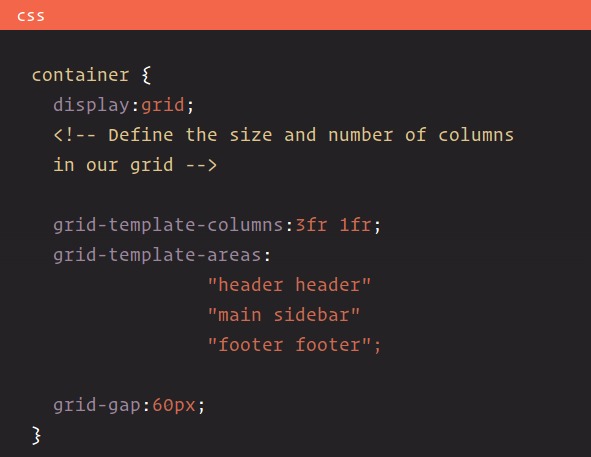 css
container {
display:grid;
<!-- Define the size and number of columns
in our grid -->
grid-template-columns:3fr 1fr;
grid-template-areas:
"header header"
"main sidebar"
"footer footer";
grid-gap:60px;
}